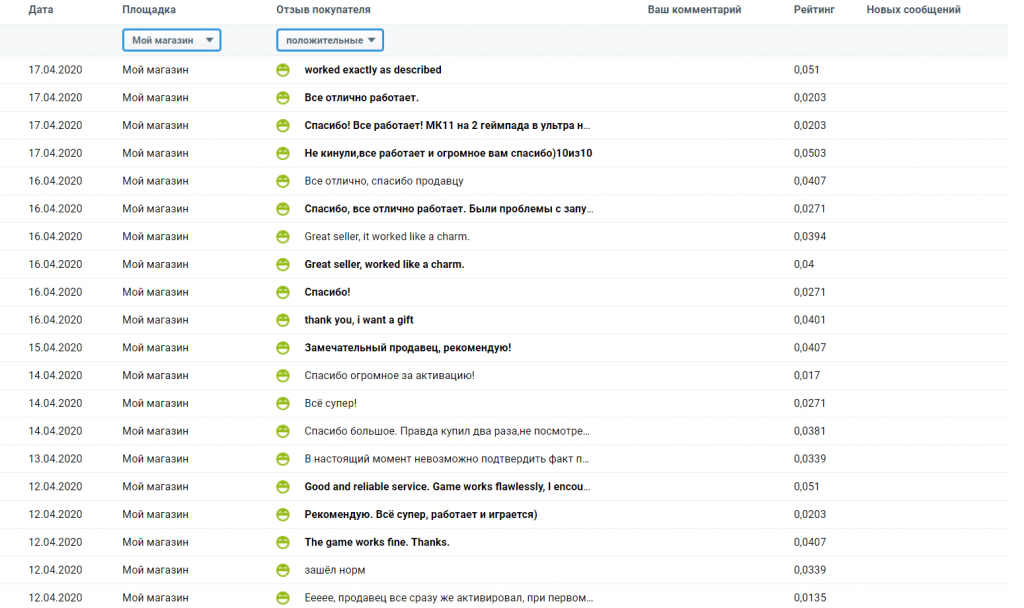 Дата Площадка Отзыв покупателя Ваш комментарий Рейтинг Новых сообщений
Мой магазин положительные
17.04.2020 Мой магазин worked exactly as described 0,051
17.04.2020 Мой магазин Все отлично работает. 0,0203
17.04.2020 Мой магазин Спасибо! Все работает! МК11 на 2 геймпада в ультра н... 0,0203
17.04.2020 Мой магазин Не кинули,все работает и огромное вам спасибо)10из10 0,0503
16.04.2020 Мой магазин Все отлично, спасибо продавцу 0,0407
16.04.2020 Мой магазин Спасибо, все отлично работает. Были проблемы с запу... 0,0271
16.04.2020 Мой магазин Great seller, it worked like a charm. 0,0394
16.04.2020 Мой магазин Great seller, worked like a charm. 0,04
16.04.2020 Мой магазин Спасибо! 0,0271
16.04.2020 Мой магазин thank you, i want a gift 0,0401
15.04.2020 Мой магазин Замечательный продавец, рекомендую! 0,0407
14.04.2020 Мой магазин Спасибо огромное за активацию! 0,017
14.04.2020 Мой магазин Всё супер! 0,0271
14.04.2020 Мой магазин Спасибо большое. Правда купил два раза,не посмотре... 0,0381
13.04.2020 Мой магазин В настоящий момент невозможно подтвердить факт п... 0,0339
12.04.2020 Мой магазин Good and reliable service. Game works flawlessly, I encou... 0,051
12.04.2020 Мой магазин Рекомендую. Всё супер, работает и играется) 0,0203
12.04.2020 Мой магазин The game works fine. Thanks. 0,0407
12.04.2020 Мой магазин зашёл норм 0,0339
12.04.2020 Мой магазин Еееее, продавец все сразу же активировал, при первом... 0,0135